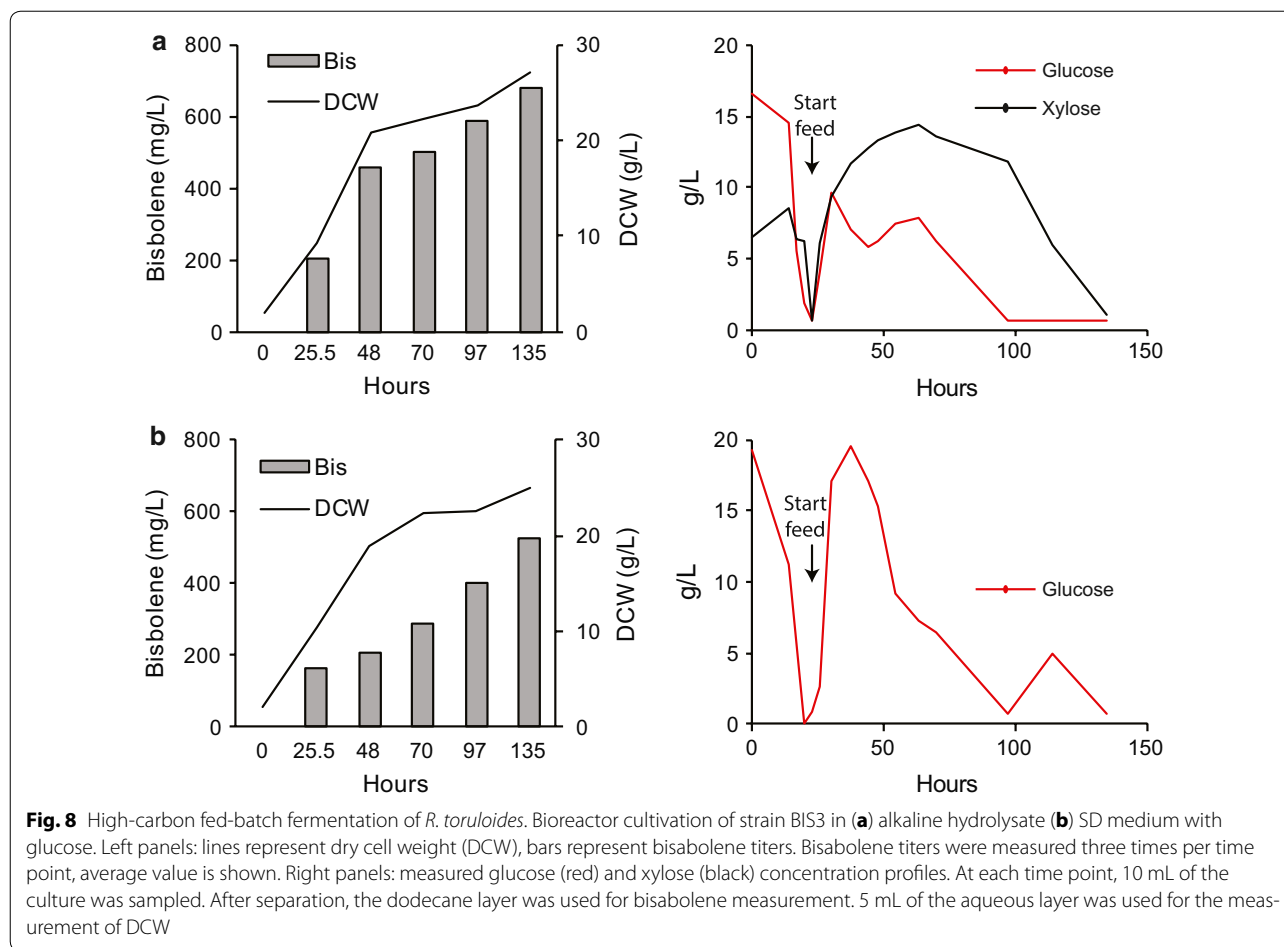 a
800
600
400
200
0
Bisbolene (mg/L)
Bis
DCW
30
20
10
0
DCW (g/L)
0 25.5 48 70 97 135
Hours
20
15
10
5
0
g/L
Start
feed
Glucose
Xylose
0 50 100 150
Hours
b
800
600
400
200
0
Bisbolene (mg/L)
Bis
DCW
30
20
10
0
DCW (g/L)
0 25.5 48 70 97 135
Hours
20
15
10
5
0
g/L
Start
feed
Glucose
0 50 100 150
Hours
Fig. 8 High-carbon fed-batch fermentation of R. toruloides. Bioreactor cultivation of strain BIS3 in (a) alkaline hydrolysate (b) SD medium with
glucose. Left panels: lines represent dry cell weight (DCW), bars represent bisabolene titers. Bisabolene titers were measured three times per time
point, average value is shown. Right panels: measured glucose (red) and xylose (black) concentration profiles. At each time point, 10 mL of the
culture was sampled. After separation, the dodecane layer was used for bisabolene measurement. 5 mL of the aqueous layer was used for the meas-
urement of DCW